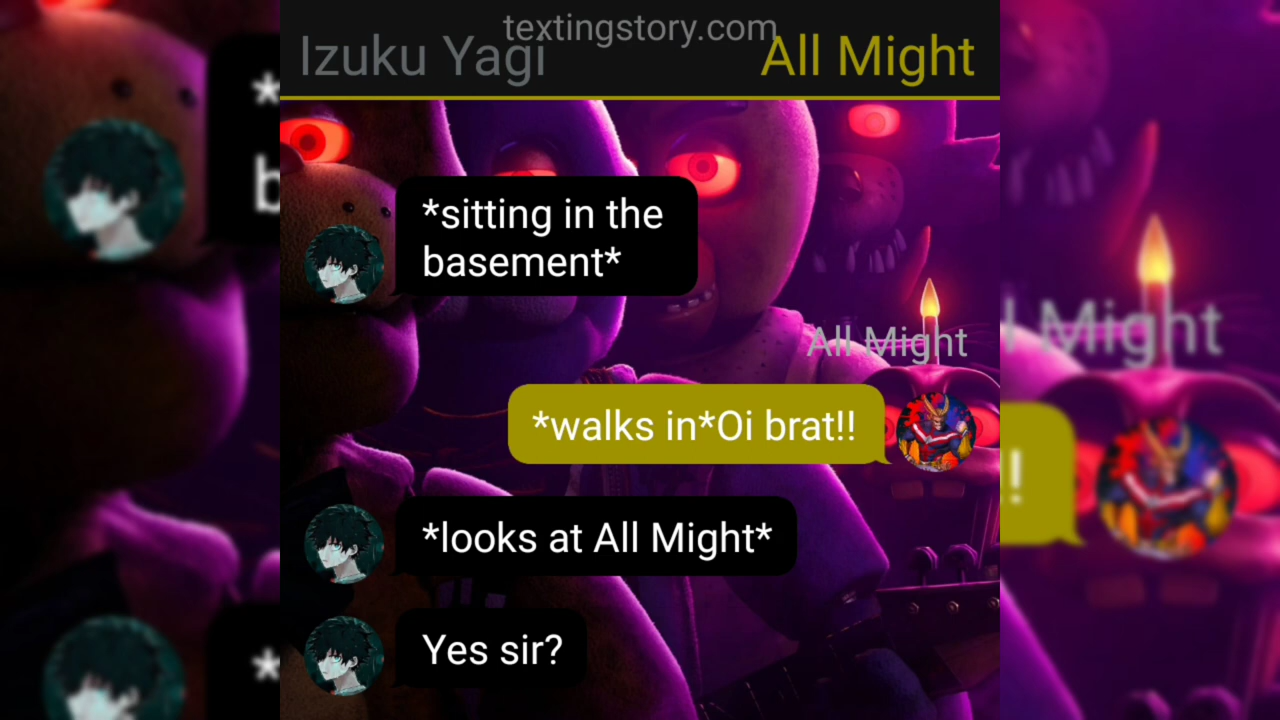 textingstory.com
Izuku Yagi
All Might
*sitting in the
basement*
All Might
*walks in*Oi brat!!
*looks at All Might*
Yes sir?